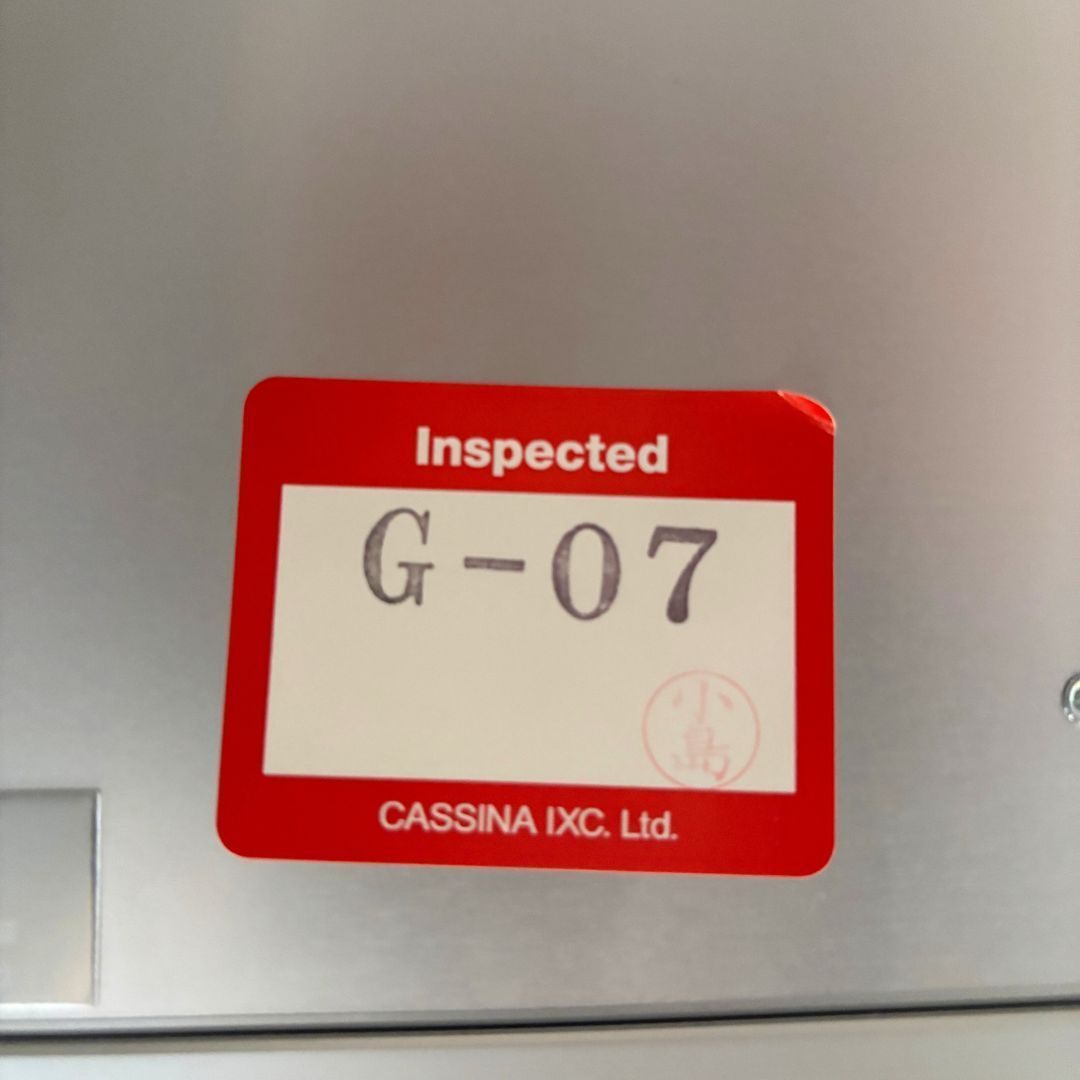 Inspected
G-07
小島
CASSINA IXC. Ltd.